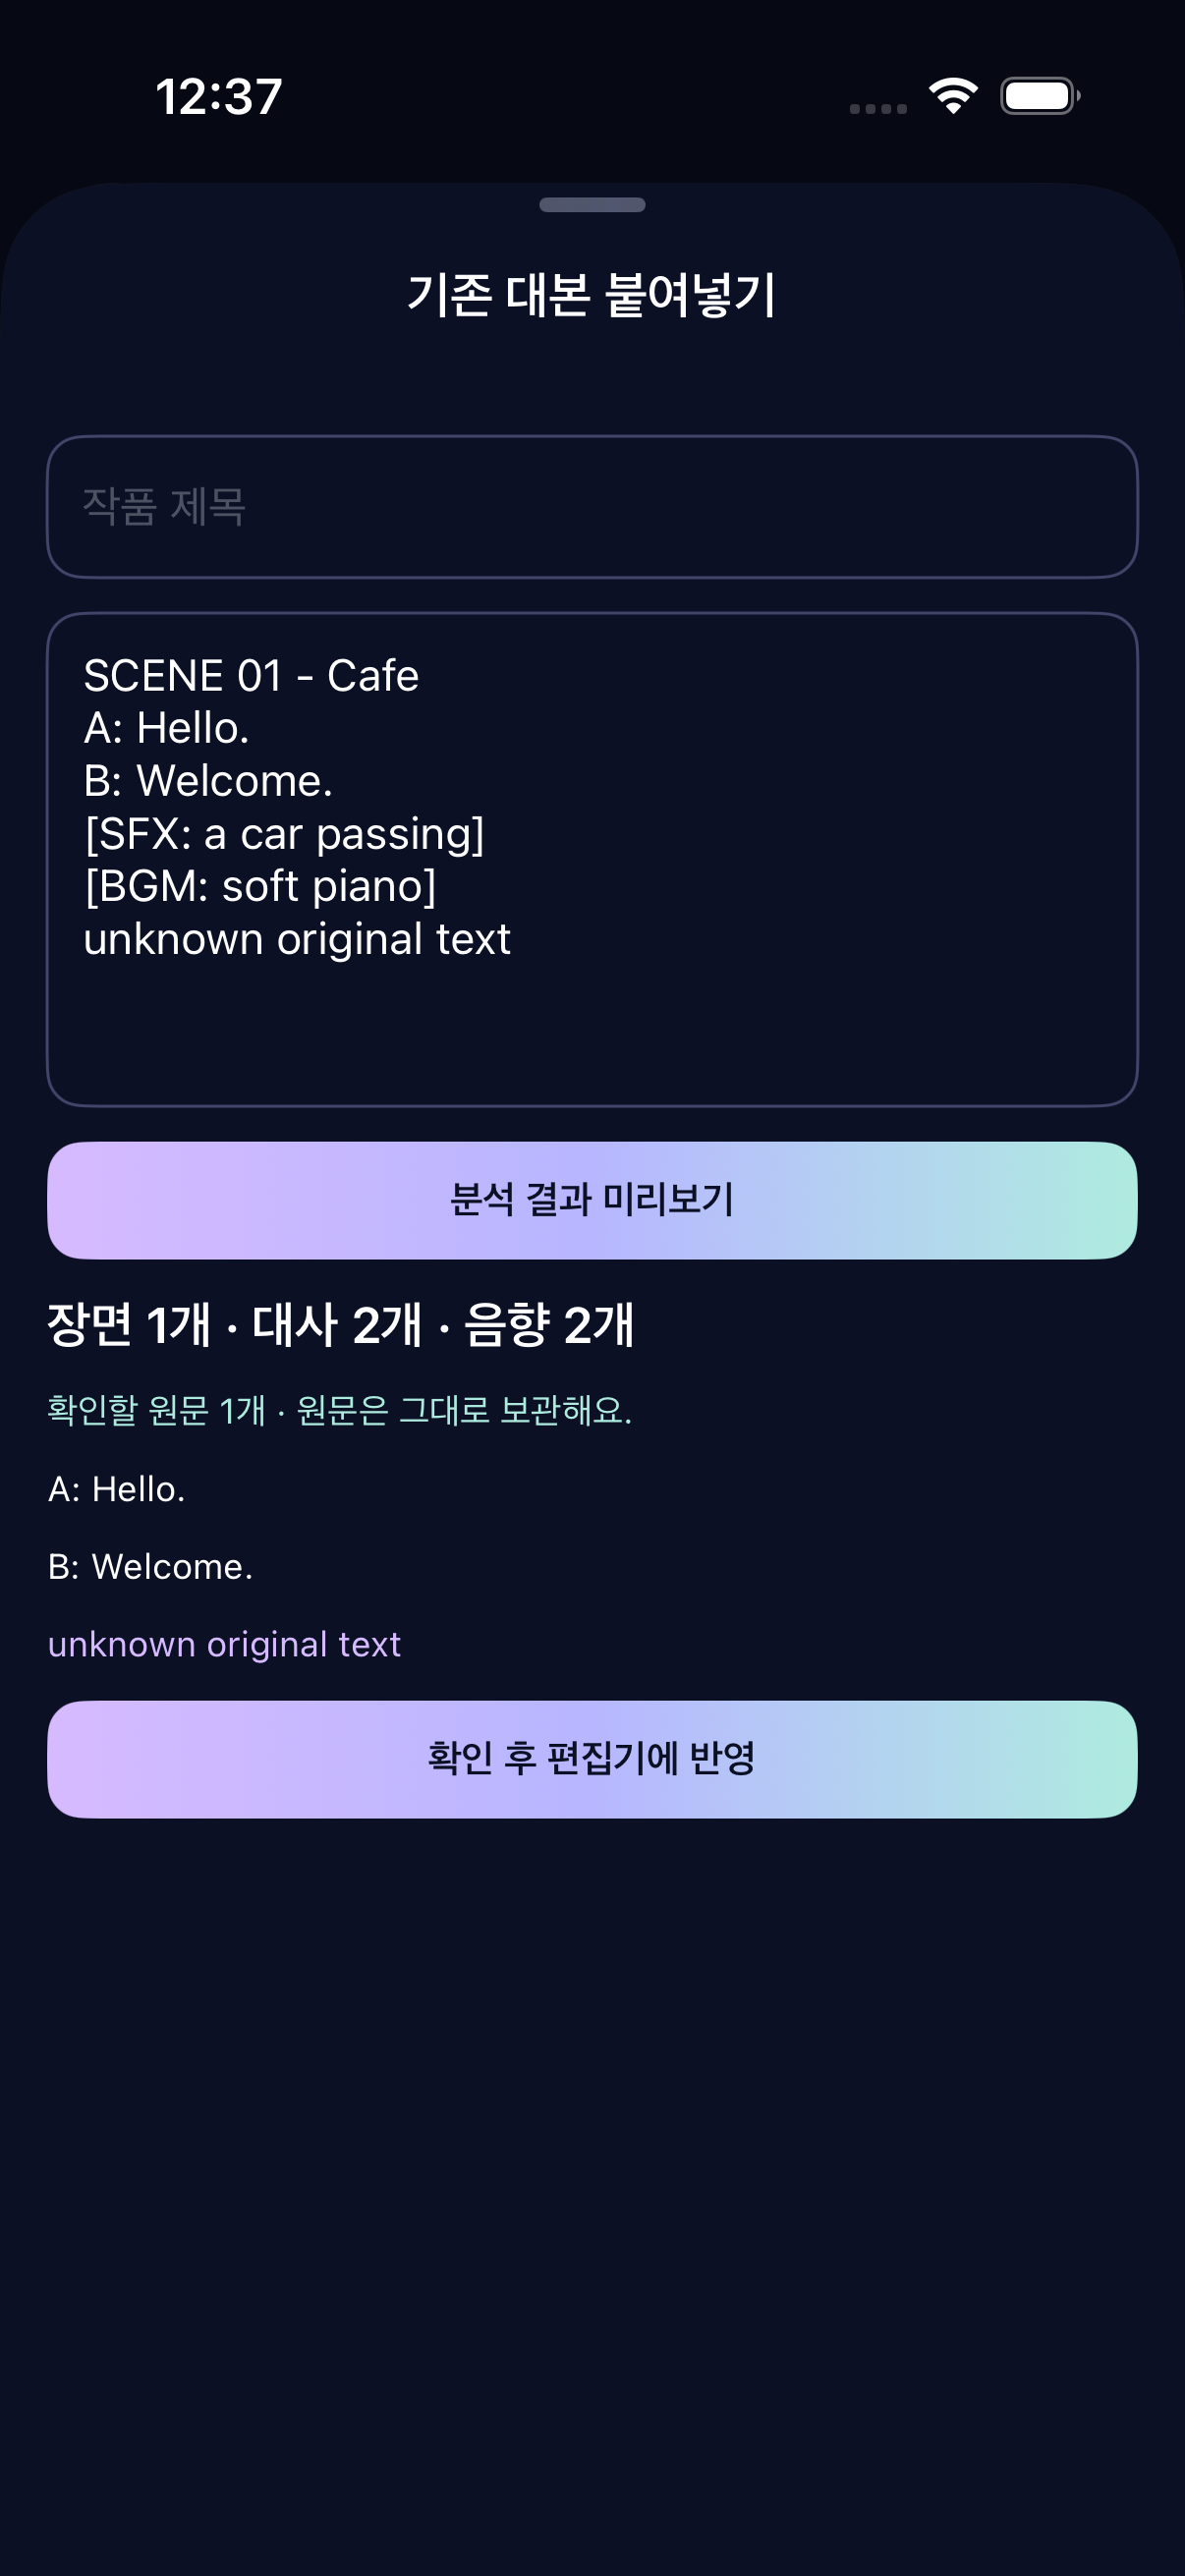 12:37
기존 대본 붙여넣기
작품 제목
SCENE 01 - Cafe
A: Hello.
B: Welcome.
[SFX: a car passing]
[BGM: soft piano]
unknown original text
분석 결과 미리보기
장면 1개 · 대사 2개 · 음향 2개
확인할 원문 1개 · 원문은 그대로 보관해요.
A: Hello.
B: Welcome.
unknown original text
확인 후 편집기에 반영